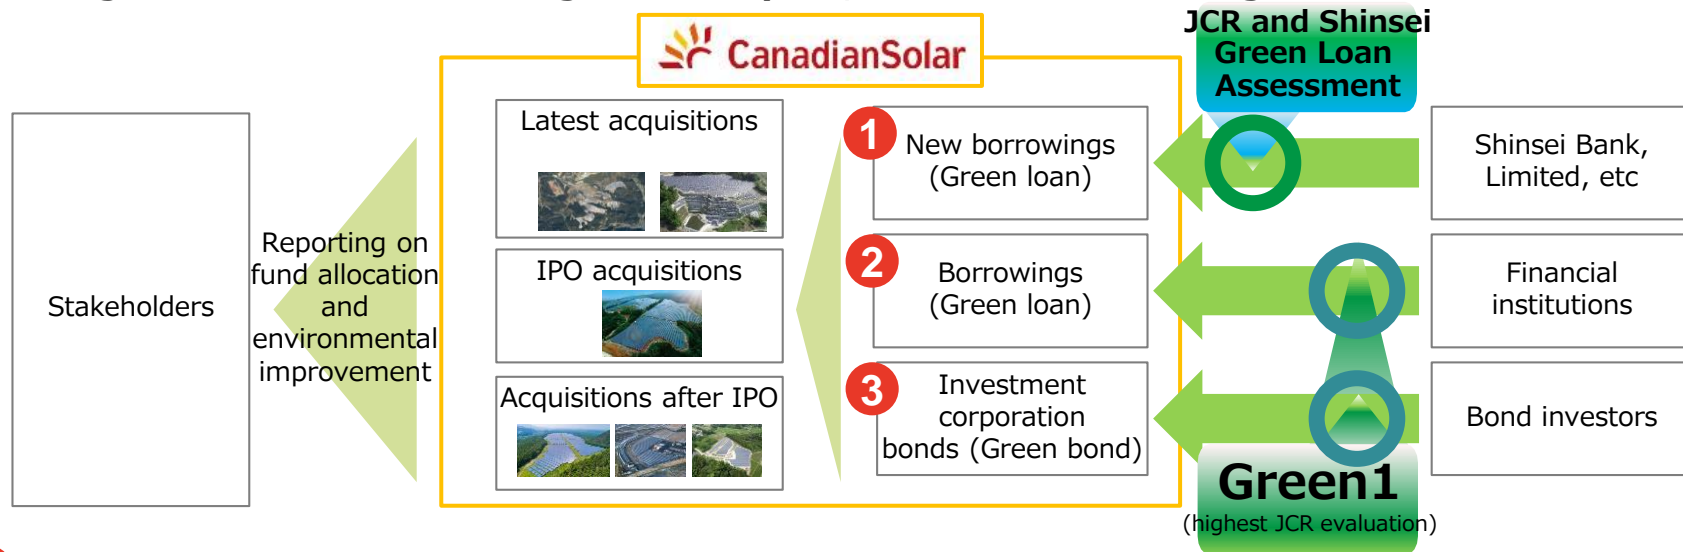 CanadianSolar
JCR and Shinsei
Green Loan
Assessment
Stakeholders
Reporting on
fund allocation
and
environmental
improvement
Latest acquisitions
IPO acquisitions
Acquisitions after IPO
1
New borrowings
(Green loan)
2
Borrowings
(Green loan)
3
Investment
corporation
bonds (Green bond)
Shinsei Bank,
Limited, etc
Financial
institutions
Bond investors
Green1
(highest JCR evaluation)